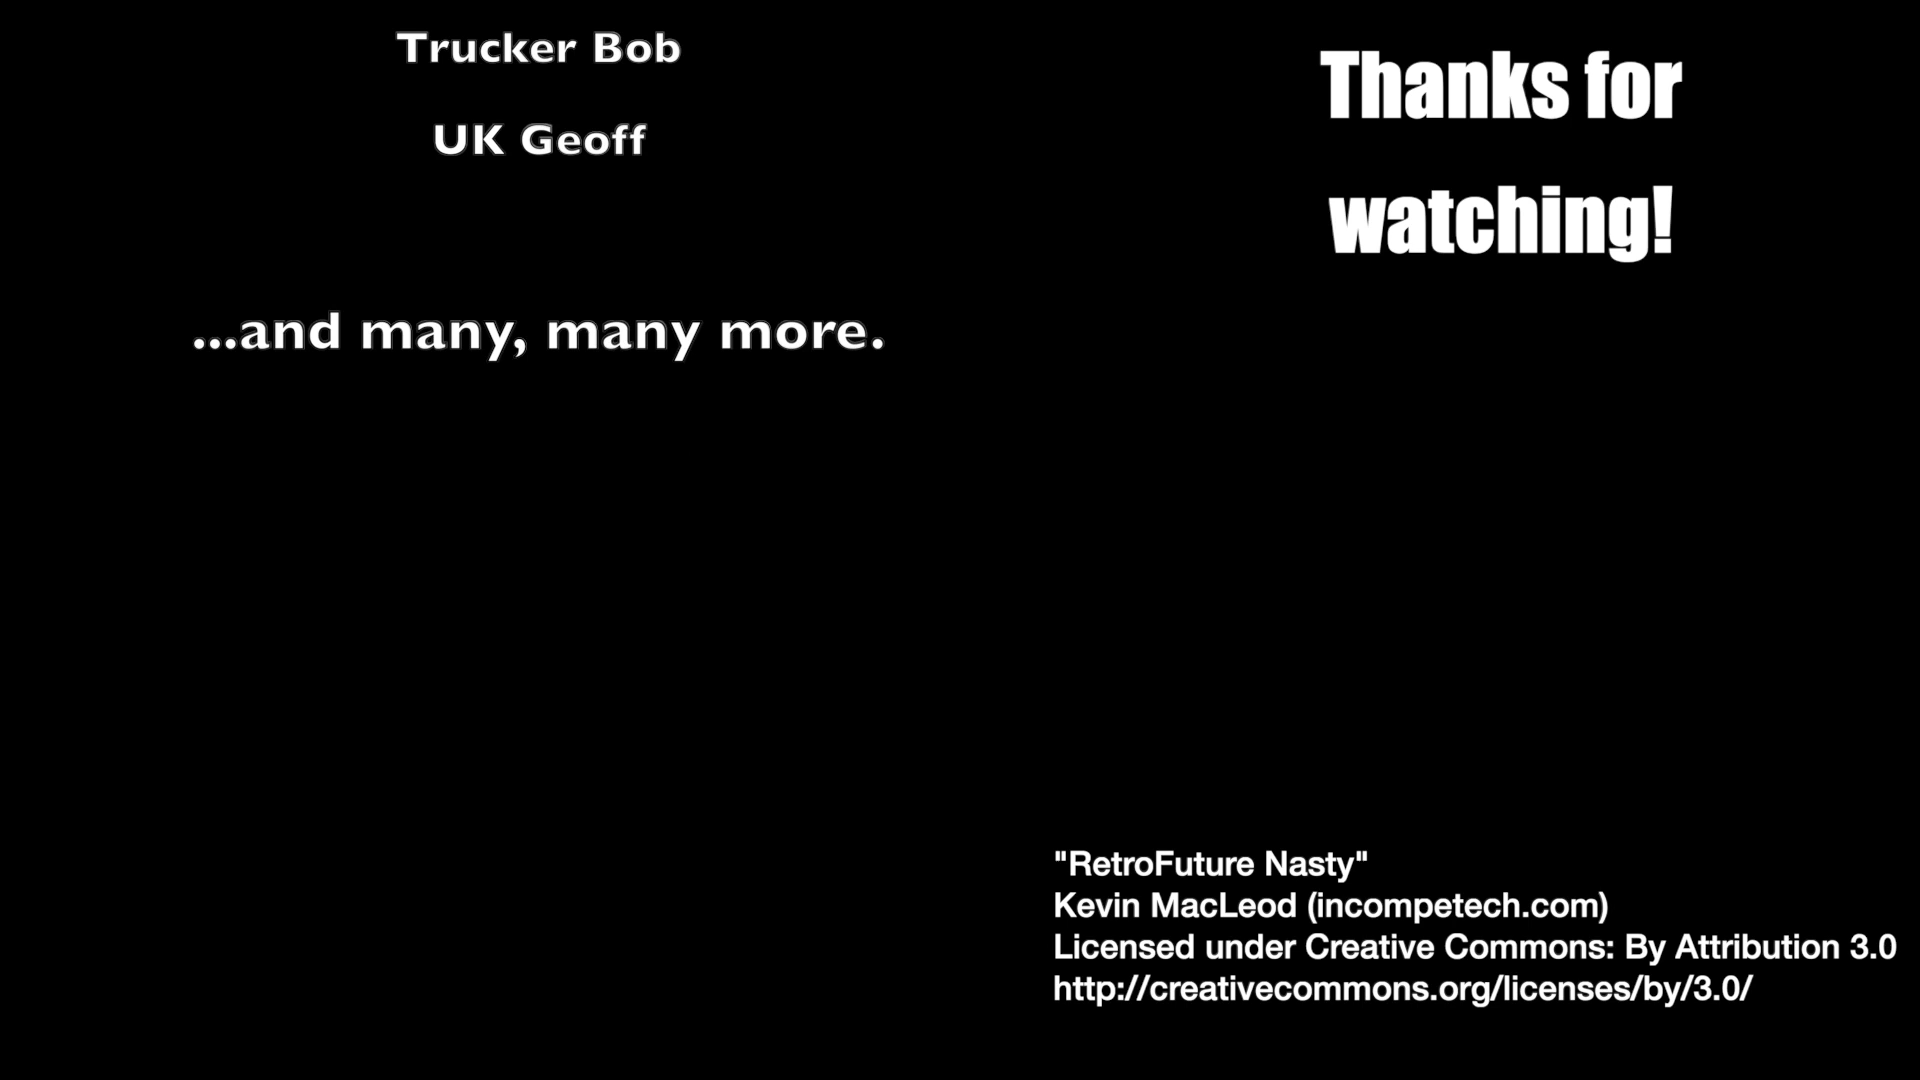 Trucker Bob
UK Geoff
...and many, many more.
Thanks for
watching!
"RetroFuture Nasty"
Kevin MacLeod (incompetech.com)
Licensed under Creative Commons: By Attribution 3.0
http://creativecommons.org/licenses/by/3.0/